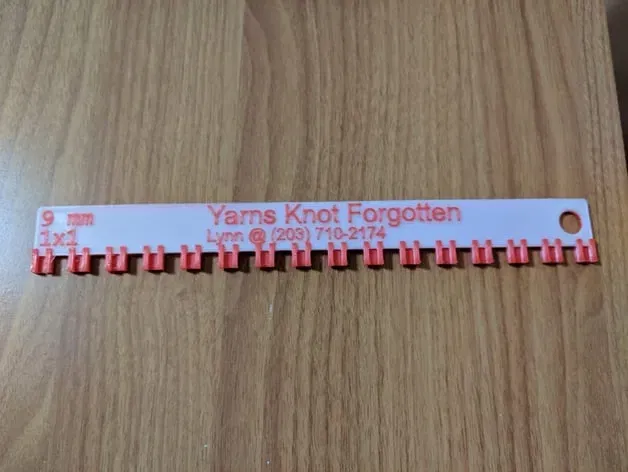 9 mm
1x1
Yarns Knot Forgotten
Lynn @ (203) 710-2174